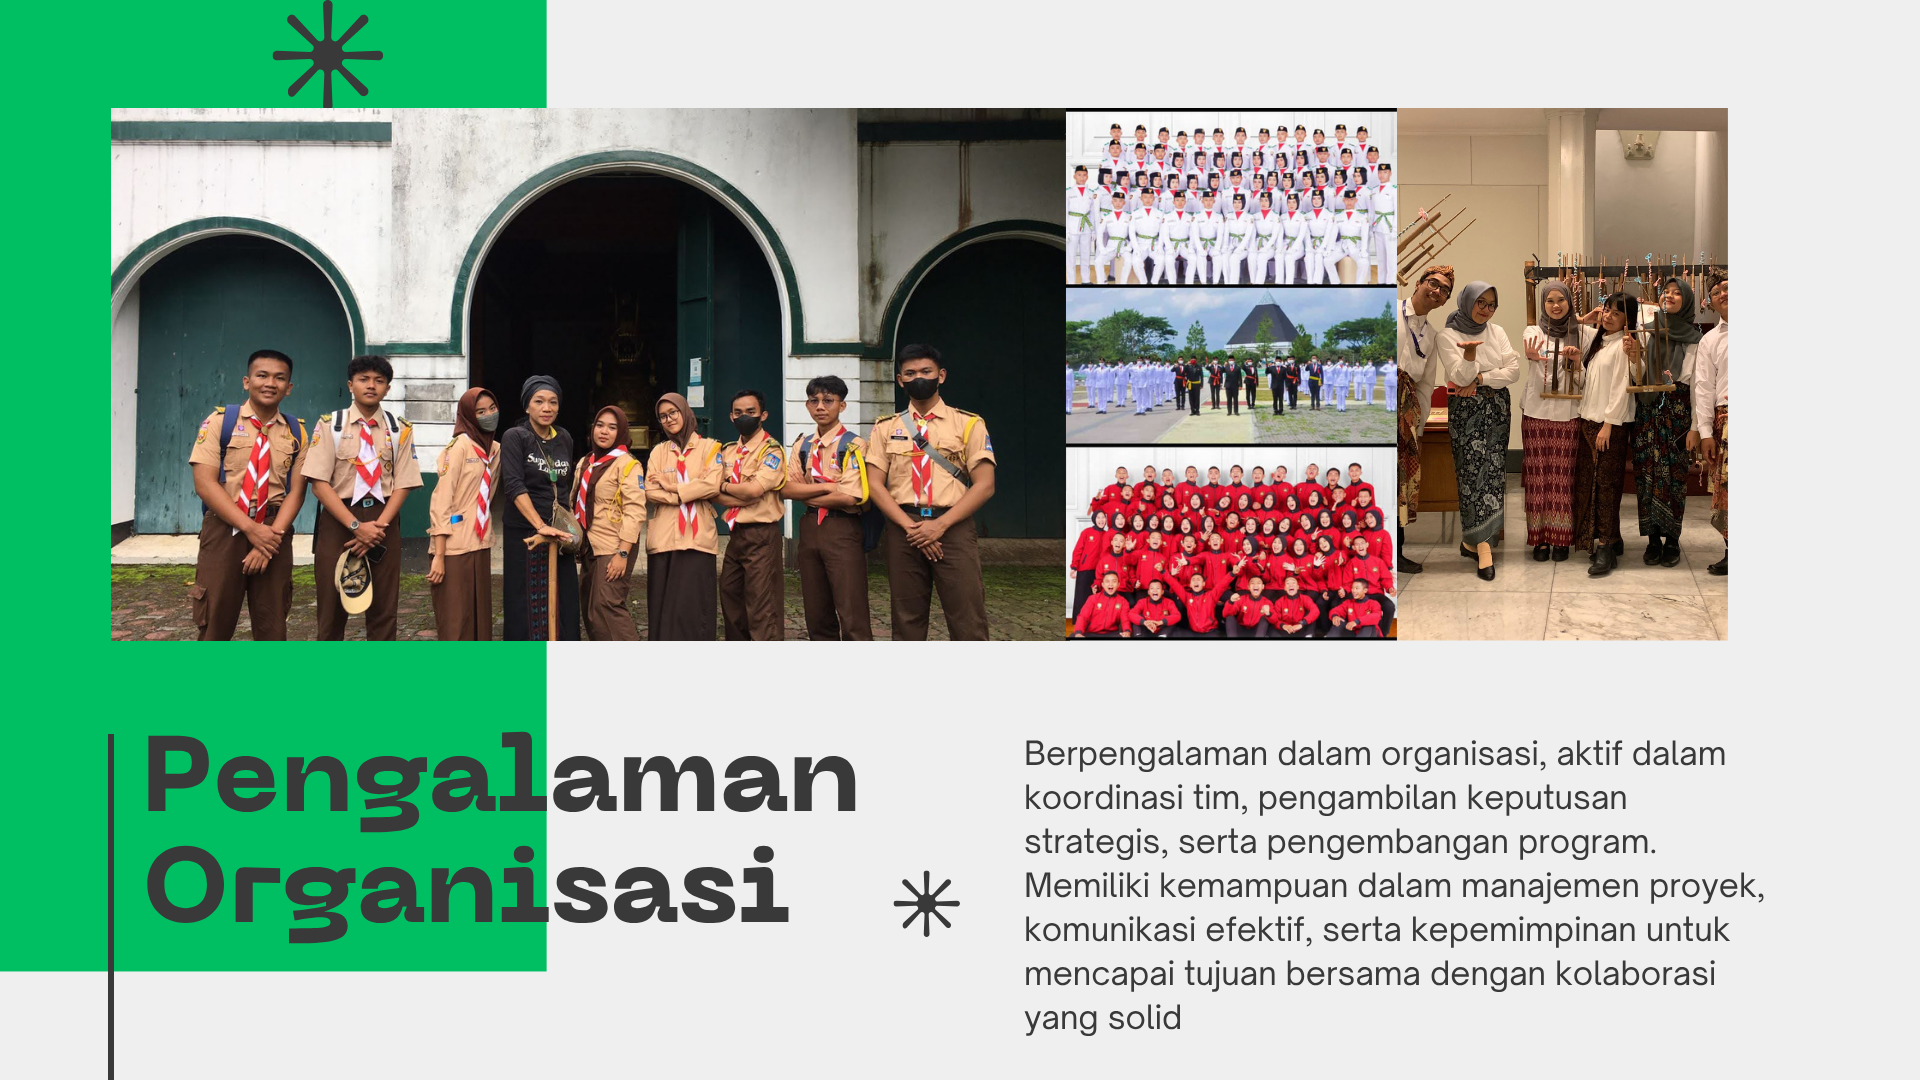 Pengalaman
Organisasi
Berpengalaman dalam organisasi, aktif dalam
koordinasi tim, pengambilan keputusan
strategis, serta pengembangan program.
Memiliki kemampuan dalam manajemen proyek,
komunikasi efektif, serta kepemimpinan untuk
mencapai tujuan bersama dengan kolaborasi
yang solid